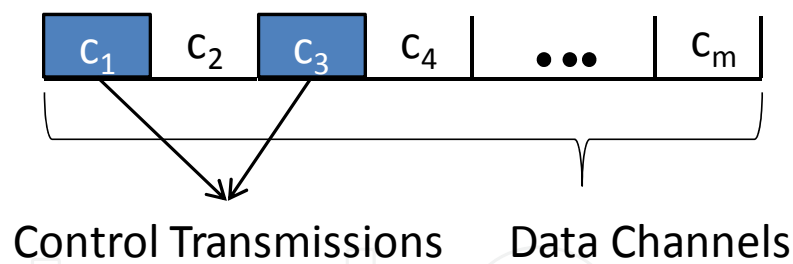 c₁ c₂ c₃ c₄ ••• cₘ
Control Transmissions Data Channels